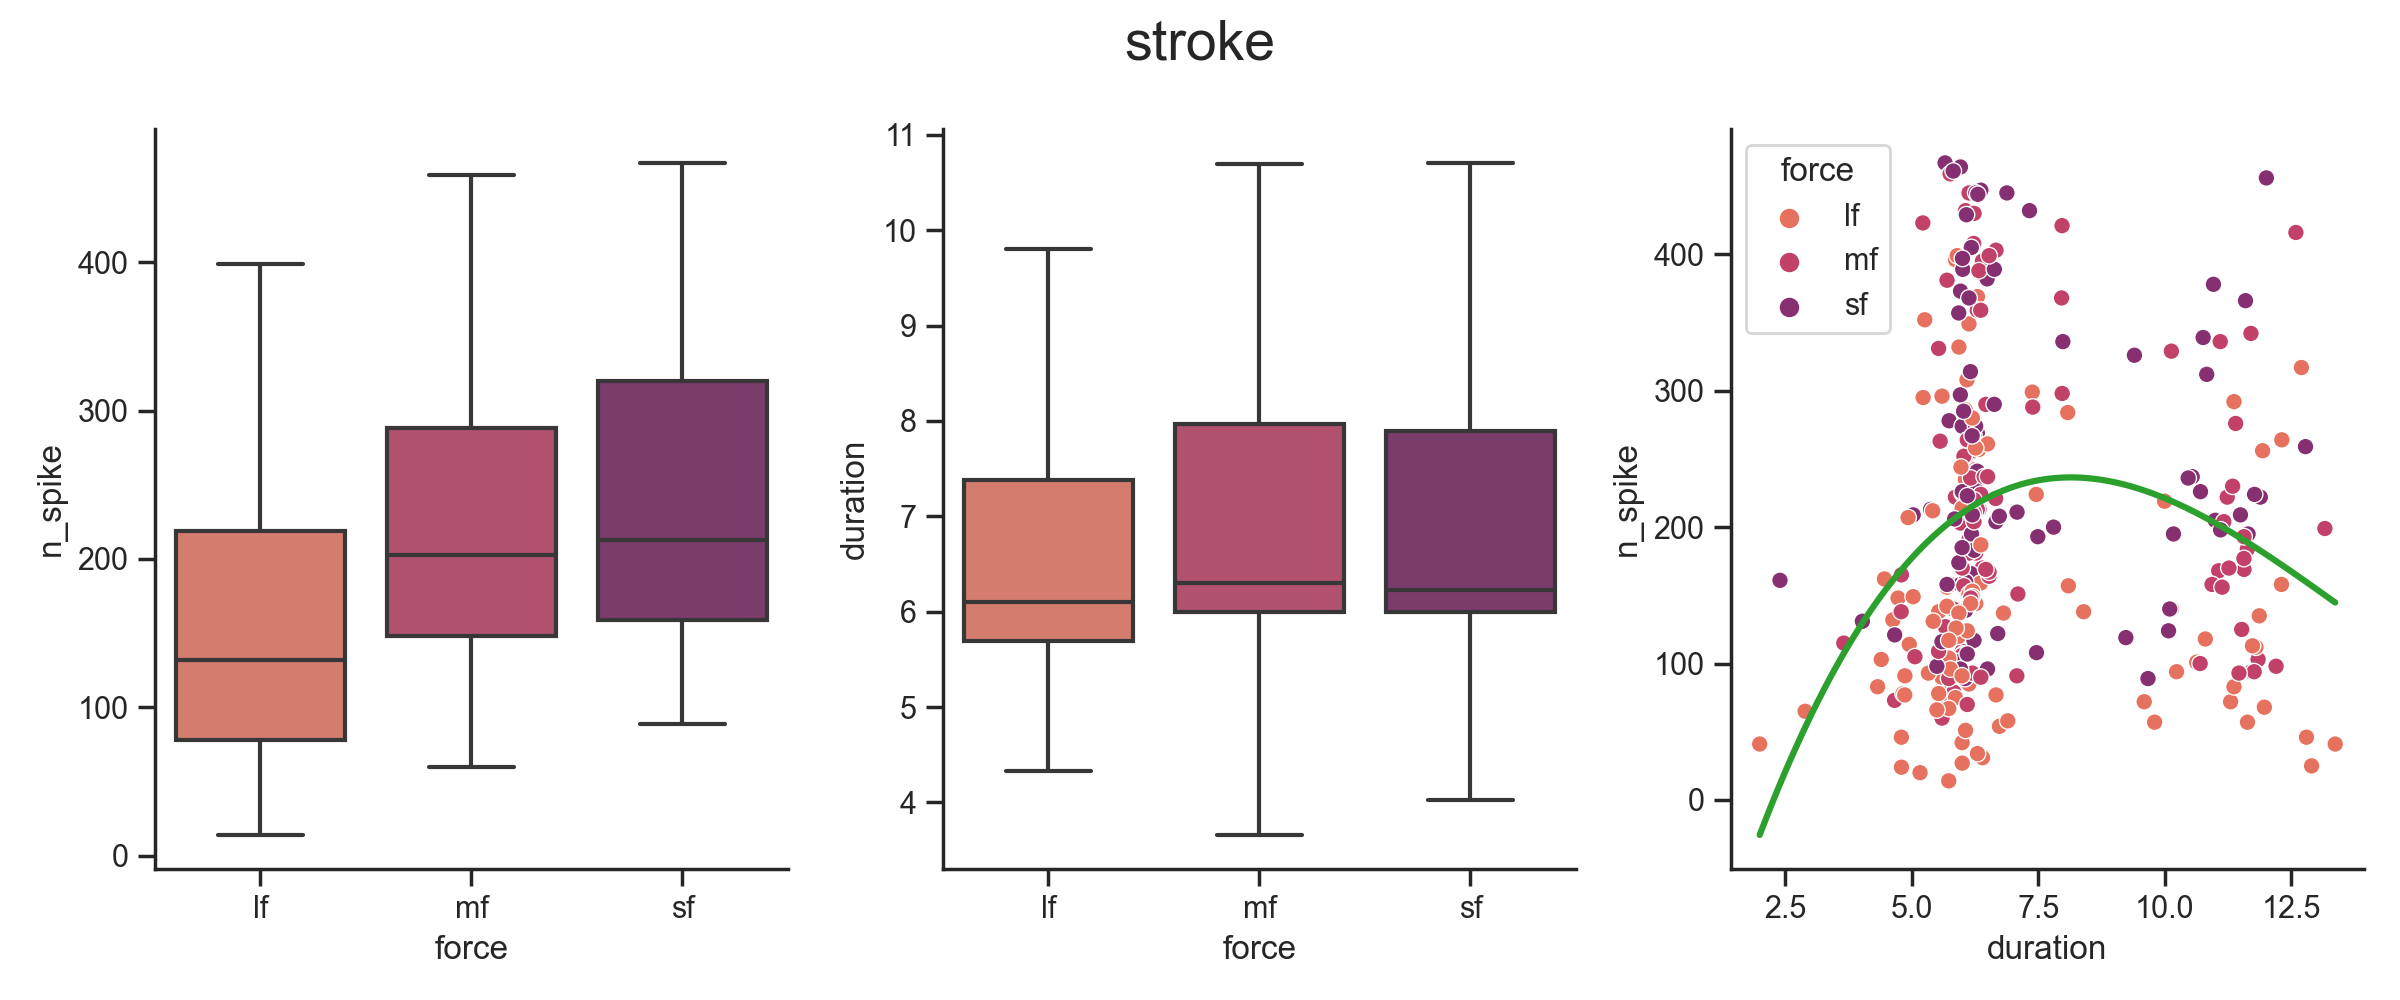 stroke
n_spike
400
300
200
100
0
lf mf sf
force
duration
11
10
9
8
7
6
5
4
lf mf sf
force
n_spike
400
300
200
100
0
force
lf
mf
sf
2.5 5.0 7.5 10.0 12.5
duration